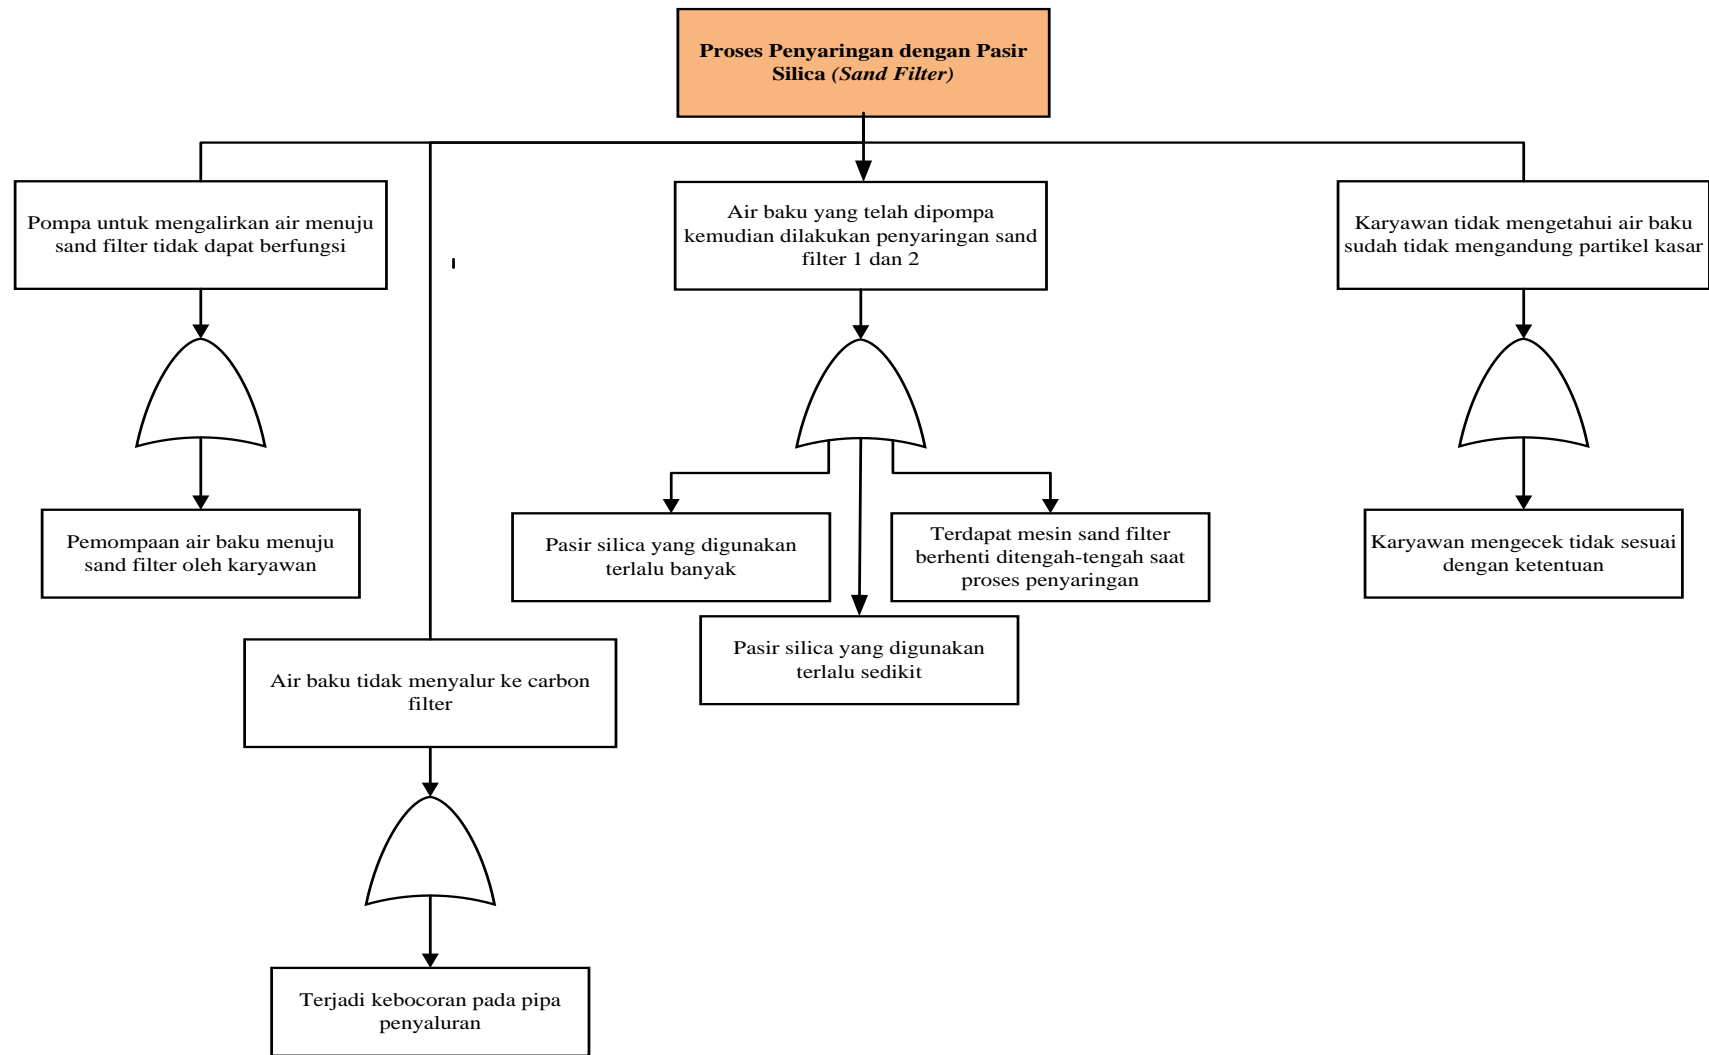 Proses Penyaringan dengan Pasir
Silica (Sand Filter)
Pompa untuk mengalirkan air menuju
sand filter tidak dapat berfungsi
Air baku yang telah dipompa
kemudian dilakukan penyaringan sand
filter 1 dan 2
Karyawan tidak mengetahui air baku
sudah tidak mengandung partikel kasar
Pemompaan air baku menuju
sand filter oleh karyawan
Pasir silica yang digunakan
terlalu banyak
Terdapat mesin sand filter
berhenti ditengah-tengah saat
proses penyaringan
Karyawan mengecek tidak sesuai
dengan ketentuan
Pasir silica yang digunakan
terlalu sedikit
Air baku tidak menyalur ke carbon
filter
Terjadi kebocoran pada pipa
penyaluran